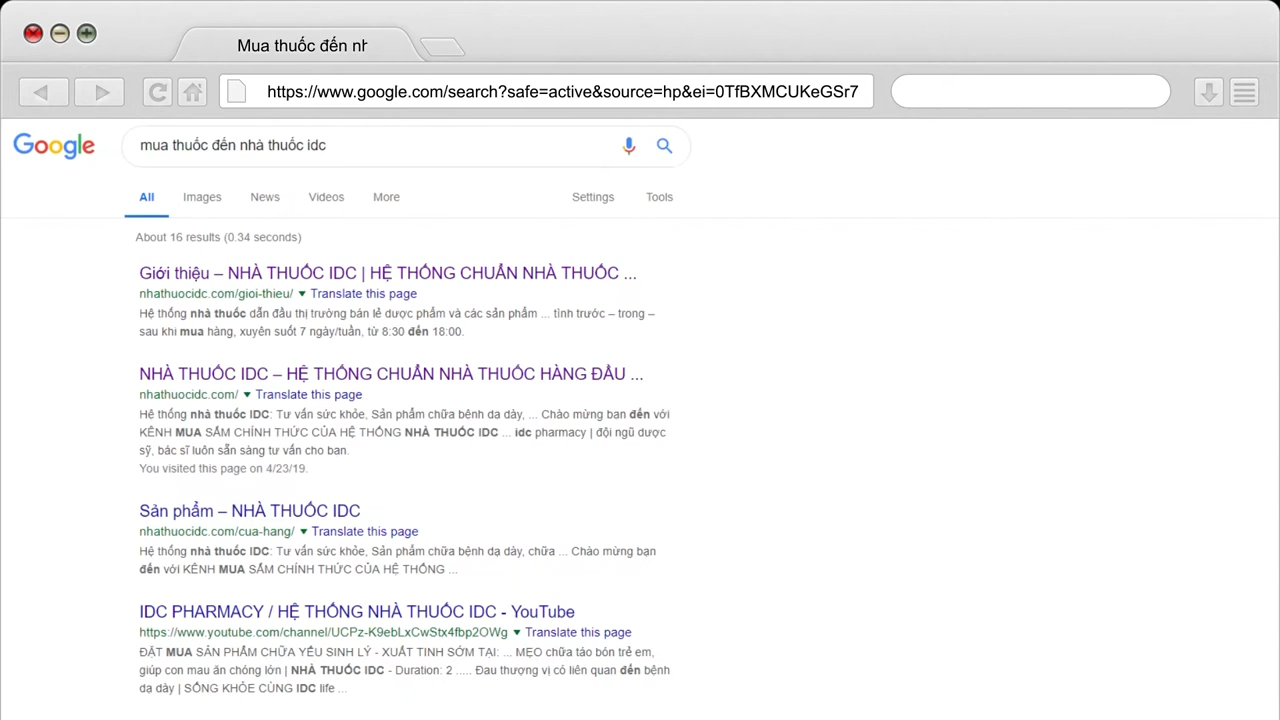 Mua thuốc đến nh
https://www.google.com/search?safe=active&source=hp&ei=0TfBXMCUKeGSr7
Google
mua thuốc đến nhà thuốc idc
All Images News Videos More Settings Tools
About 16 results (0.34 seconds)
Giới thiệu – NHÀ THUỐC IDC | HỆ THỐNG CHUẨN NHÀ THUỐC ...
nhathuocidc.com/gioi-thieu/ ▼ Translate this page
Hệ thống nhà thuốc dẫn đầu thị trường bán lẻ dược phẩm và các sản phẩm ... tình trước – trong –
sau khi mua hàng, xuyên suốt 7 ngày/tuần, từ 8:30 đến 18:00.
NHÀ THUỐC IDC – HỆ THỐNG CHUẨN NHÀ THUỐC HÀNG ĐẦU ...
nhathuocidc.com/ ▼ Translate this page
Hệ thống nhà thuốc IDC: Tư vấn sức khỏe, Sản phẩm chữa bệnh dạ dày, ... Chào mừng bạn đến với
KÊNH MUA SẮM CHÍNH THỨC CỦA HỆ THỐNG NHÀ THUỐC IDC ... idc pharmacy | đội ngũ dược
sỹ, bác sĩ luôn sẵn sàng tư vấn cho bạn.
You visited this page on 4/23/19.
Sản phẩm – NHÀ THUỐC IDC
nhathuocidc.com/cua-hang/ ▼ Translate this page
Hệ thống nhà thuốc IDC: Tư vấn sức khỏe, Sản phẩm chữa bệnh dạ dày, chữa ... Chào mừng bạn
đến với KÊNH MUA SẮM CHÍNH THỨC CỦA HỆ THỐNG ...
IDC PHARMACY / HỆ THỐNG NHÀ THUỐC IDC - YouTube
https://www.youtube.com/channel/UCPz-K9ebLxCwStx4fbp2OWg ▼ Translate this page
ĐẶT MUA SẢN PHẨM CHỮA YẾU SINH LÝ - XUẤT TINH SỚM TẠI: ... MẸO chữa táo bón trẻ em,
giúp con mau ăn chóng lớn | NHÀ THUỐC IDC - Duration: 2 ..... Đau thượng vị có liên quan đến bệnh
dạ dày | SỐNG KHỎE CÙNG IDC life ...